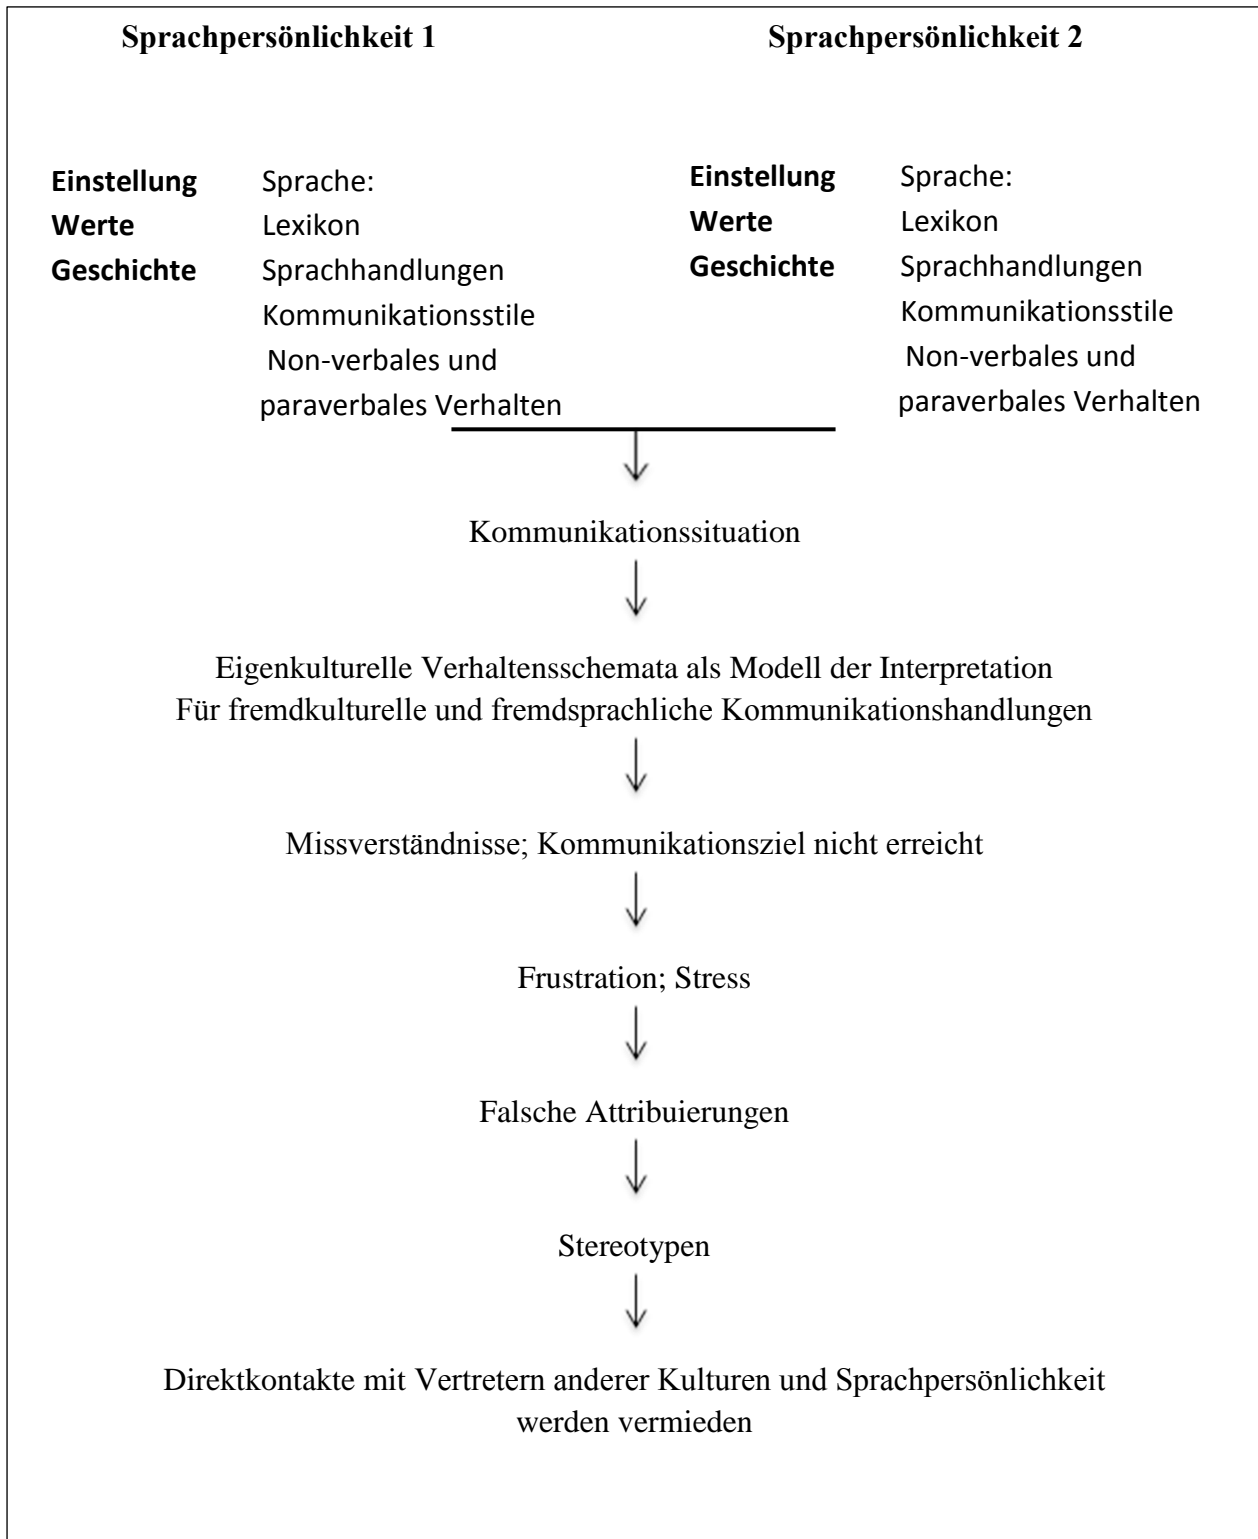 Sprachpersönlichkeit 1
Sprachpersönlichkeit 2
Einstellung Sprache:
Werte Lexikon
Geschichte Sprachhandlungen
Kommunikationsstile
Non-verbales und
paraverbales Verhalten
Einstellung Sprache:
Werte Lexikon
Geschichte Sprachhandlungen
Kommunikationsstile
Non-verbales und
paraverbales Verhalten
Kommunikationssituation
Eigenkulturelle Verhaltensschemata als Modell der Interpretation
Für fremdkulturelle und fremdsprachliche Kommunikationshandlungen
Missverständnisse; Kommunikationsziel nicht erreicht
Frustration; Stress
Falsche Attribuierungen
Stereotypen
Direktkontakte mit Vertretern anderer Kulturen und Sprachpersönlichkeit
werden vermieden